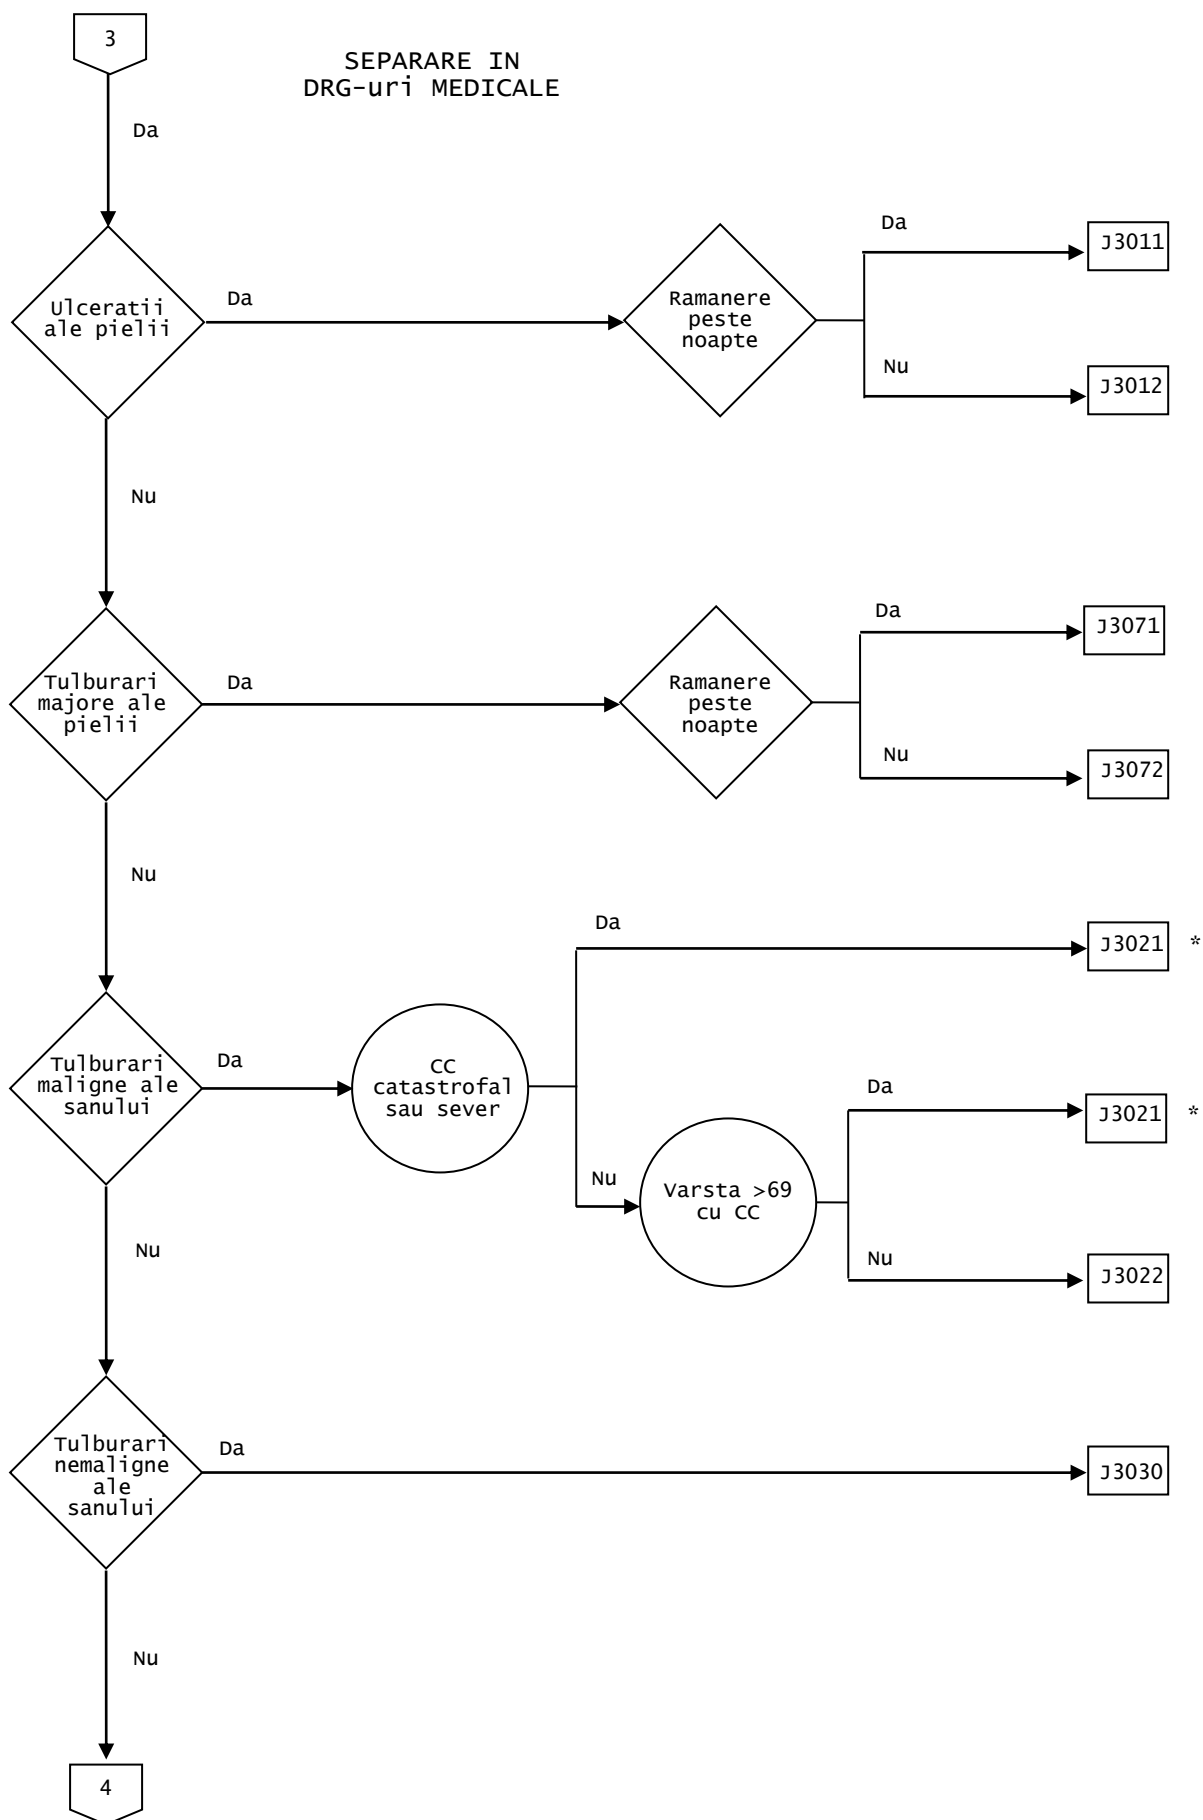 3
SEPARARE IN
DRG-uri MEDICALE
Da
Ulceratii
ale pielii
Da
Ramanere
peste
noapte
Da
J3011
Nu
J3012
Nu
Tulburari
majore ale
pielii
Da
Ramanere
peste
noapte
Da
J3071
Nu
J3072
Nu
Tulburari
maligne ale
sanului
Da
CC
catastrofal
sau sever
Da
J3021 *
Nu
Varsta >69
cu CC
Da
J3021 *
Nu
J3022
Nu
Tulburari
nemaligne
ale
sanului
Da
J3030
Nu
4